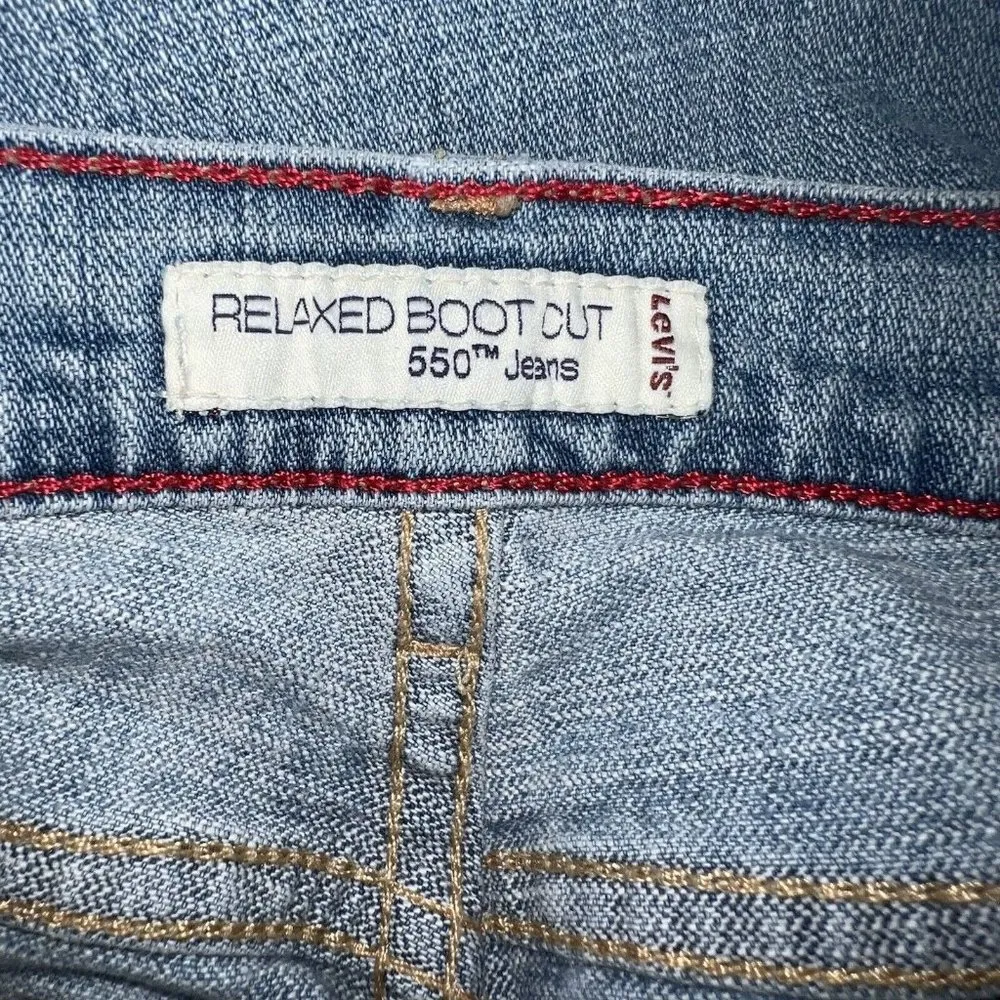 RELAXED BOOT CUT
550™ Jeans
LEVI'S